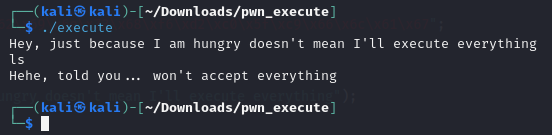 ┌──(kali㉿kali)-[~/Downloads/pwn_execute]
└─$ ./execute
Hey, just because I am hungry doesn't mean I'll execute everything
ls
Hehe, told you... won't accept everything
┌──(kali㉿kali)-[~/Downloads/pwn_execute]
└─$